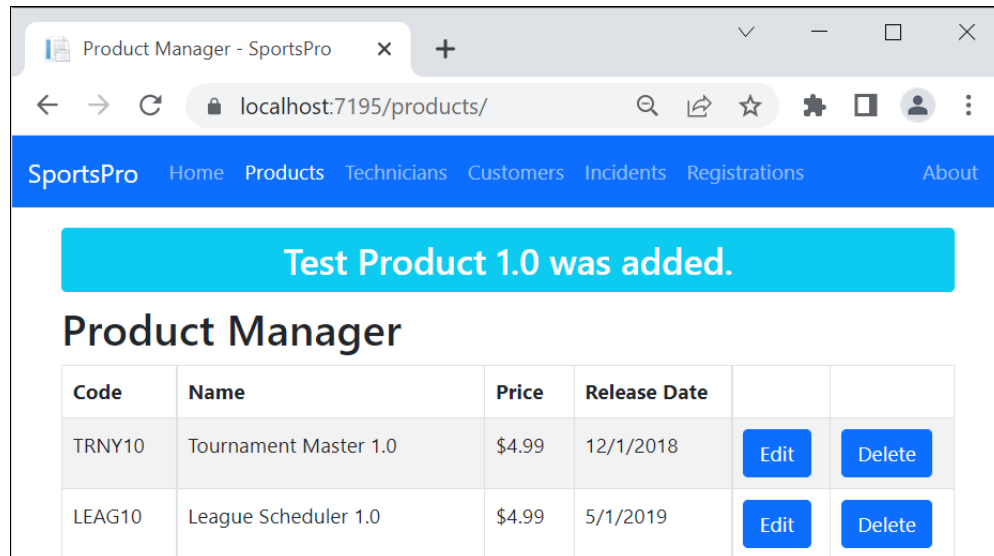 Product Manager - SportsPro
localhost:7195/products/
SportsPro Home Products Technicians Customers Incidents Registrations About
Test Product 1.0 was added.
Product Manager
Code Name Price Release Date
TRNY10 Tournament Master 1.0 $4.99 12/1/2018 Edit Delete
LEAG10 League Scheduler 1.0 $4.99 5/1/2019 Edit Delete